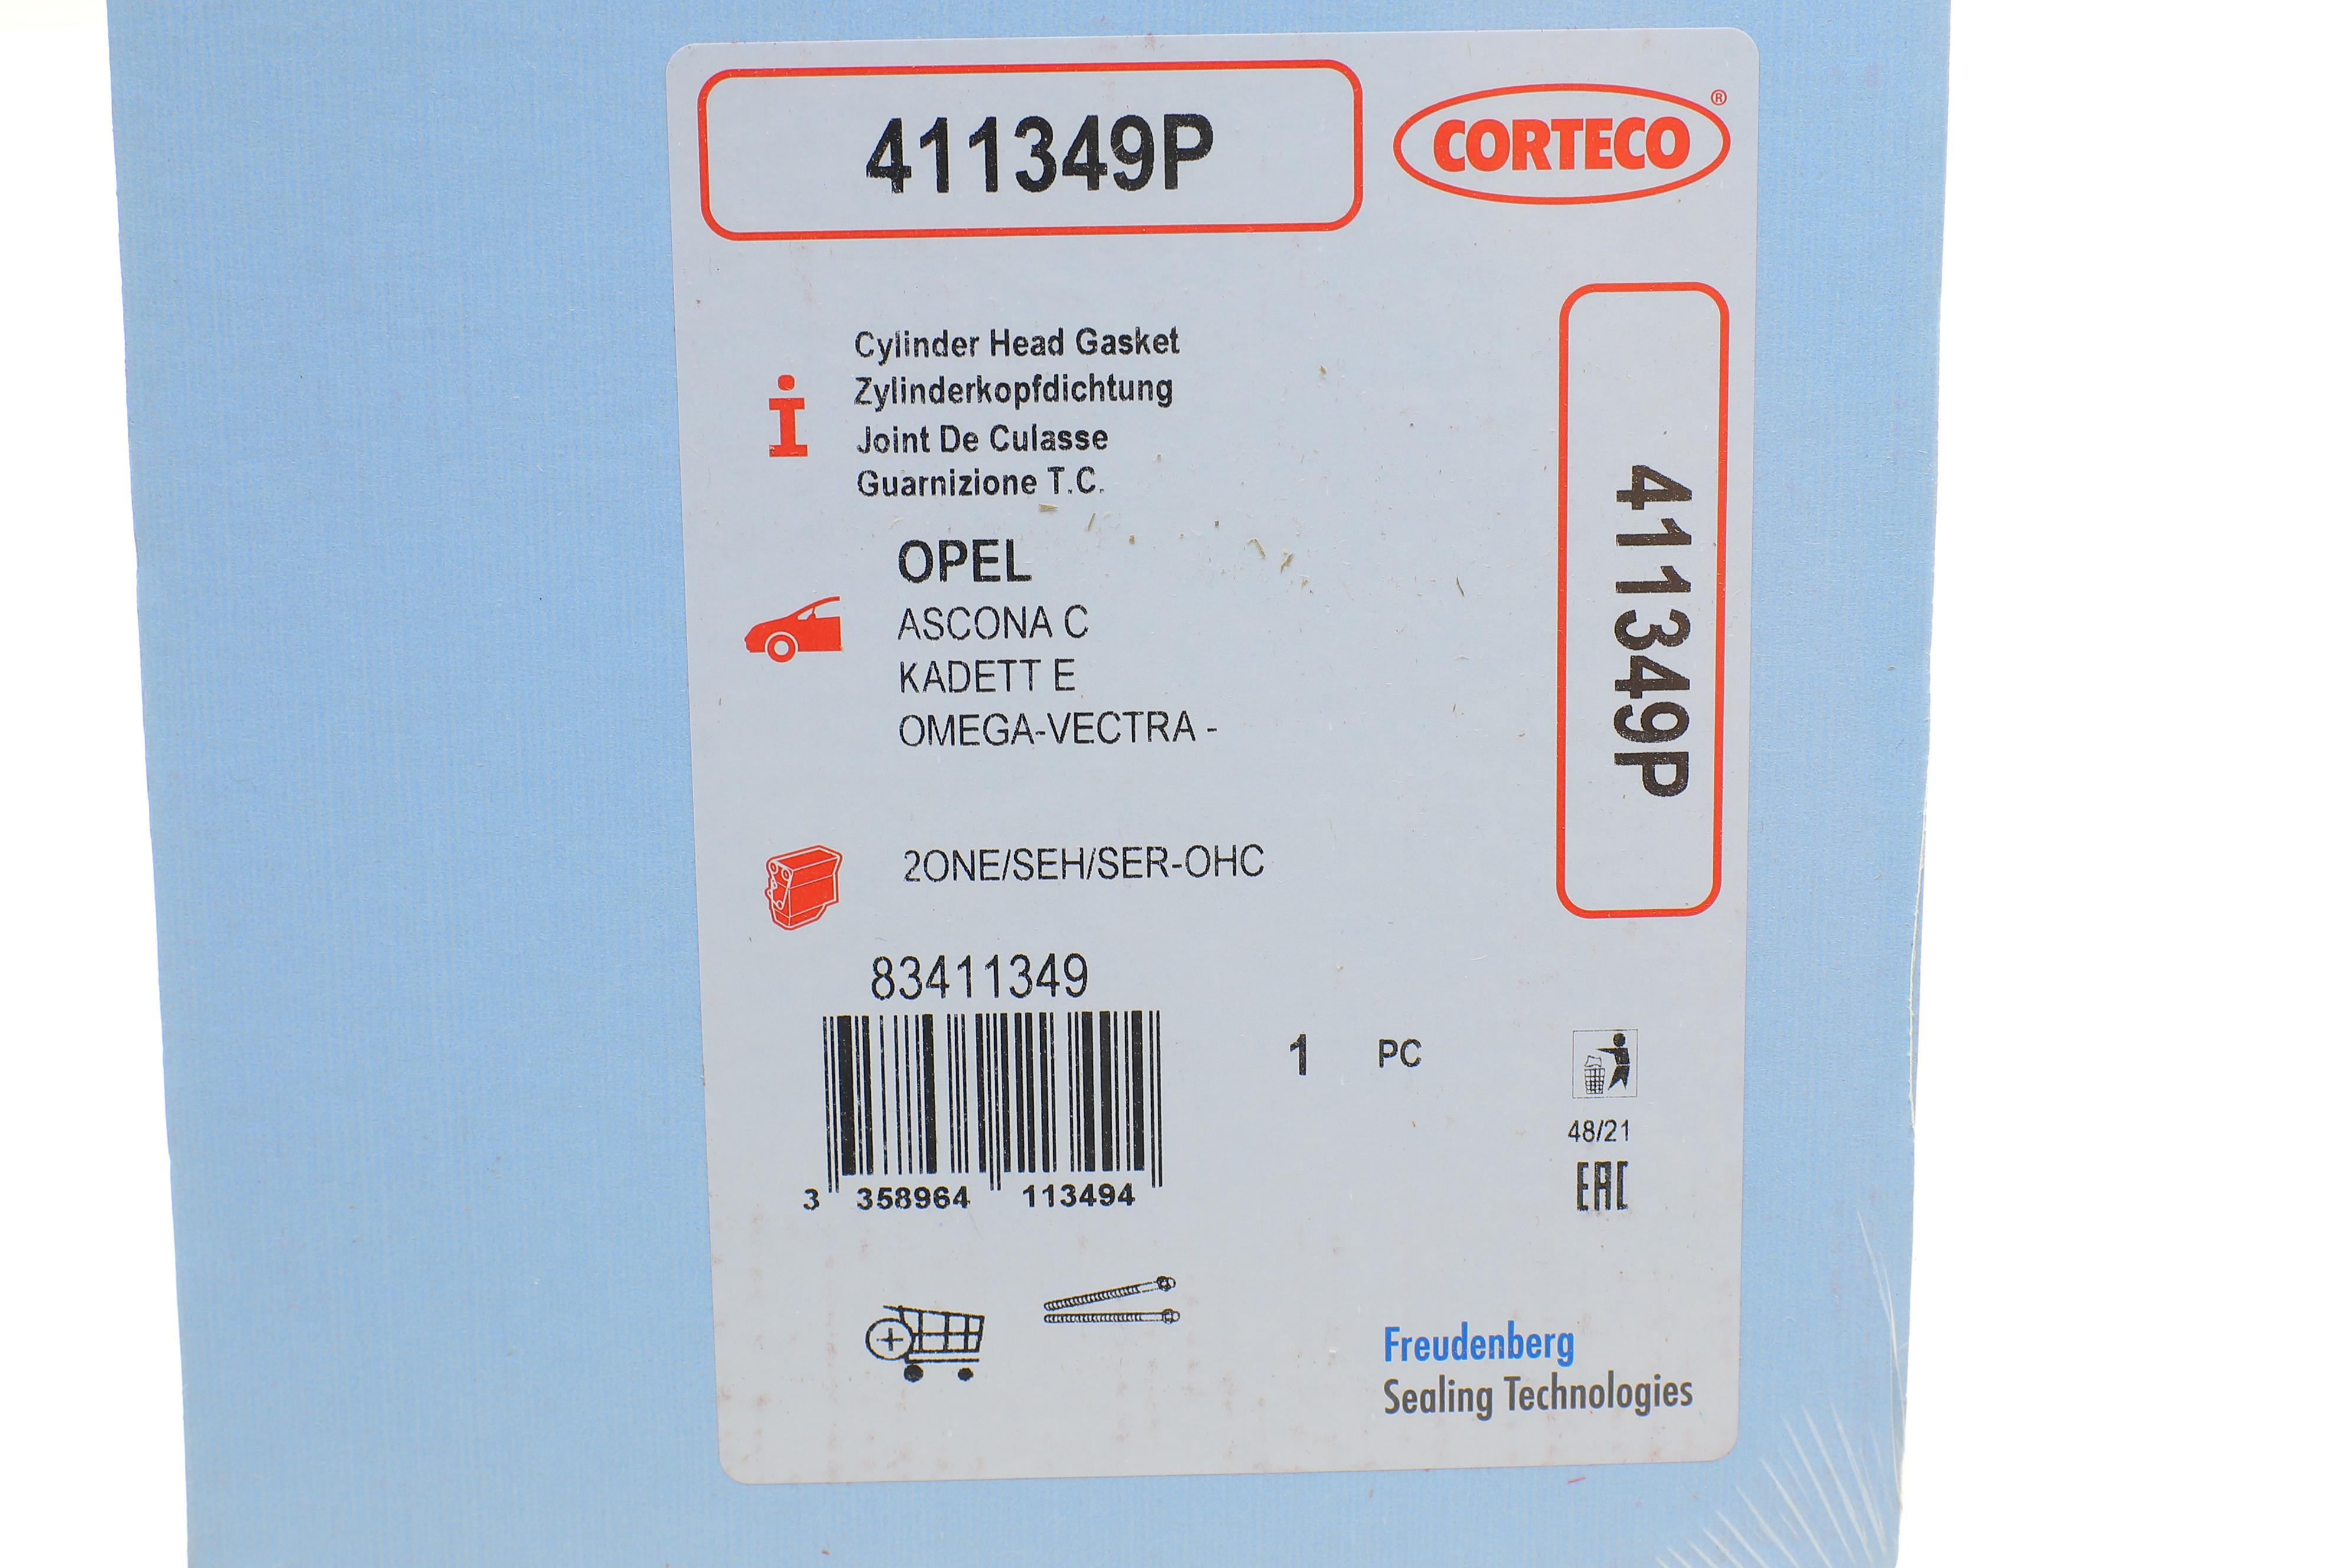 411349P
CORTECO®
Cylinder Head Gasket
Zylinderkopfdichtung
Joint De Culasse
Guarnizione T.C.
OPEL
ASCONA C
KADETT E
OMEGA-VECTRA -
411349P
2ONE/SEH/SER-OHC
83411349
1 PC
3 358964 113494
48/21
EAC
Freudenberg
Sealing Technologies